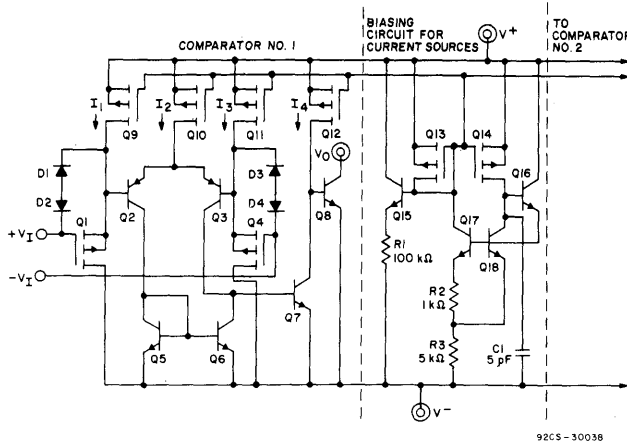 COMPARATOR NO. 1
BIASING
CIRCUIT FOR
CURRENT SOURCES
V+
TO
COMPARATOR
NO. 2
I1
I2
I3
I4
Q9
Q10
Q11
Q12
Q13
Q14
D1
D2
Q1
Q2
Q3
D3
D4
Q4
VO
Q8
Q15
Q16
Q17
Q18
+VI
-VI
R1
100 kΩ
R2
1 kΩ
R3
5 kΩ
C1
5 pF
Q5
Q6
Q7
V-
92CS-30038